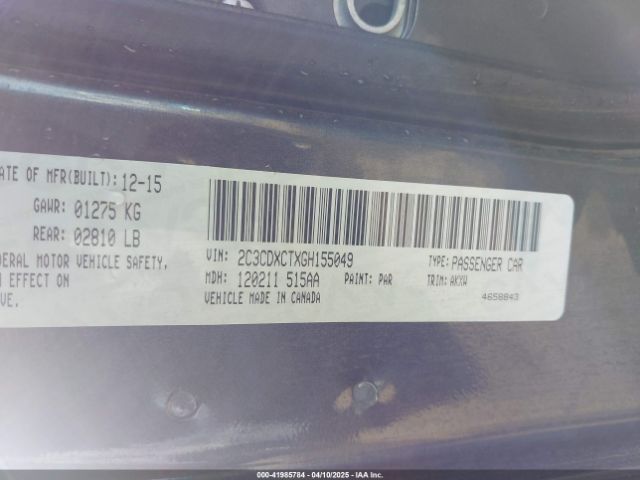 ATE OF MFR(BUILT): 12-15
GAWR: 01275 KG
REAR: 02810 LB
DERAL MOTOR VEHICLE SAFETY,
EFFECT ON
VE.
VIN: 2C3CDXCTXGH155049
TYPE: PASSENGER CAR
MDH: 120211 515AA
PAINT: PAR
TRIM: AKXW
VEHICLE MADE IN CANADA
4658843
000-41985784 - 04/10/2025 - IAA Inc.